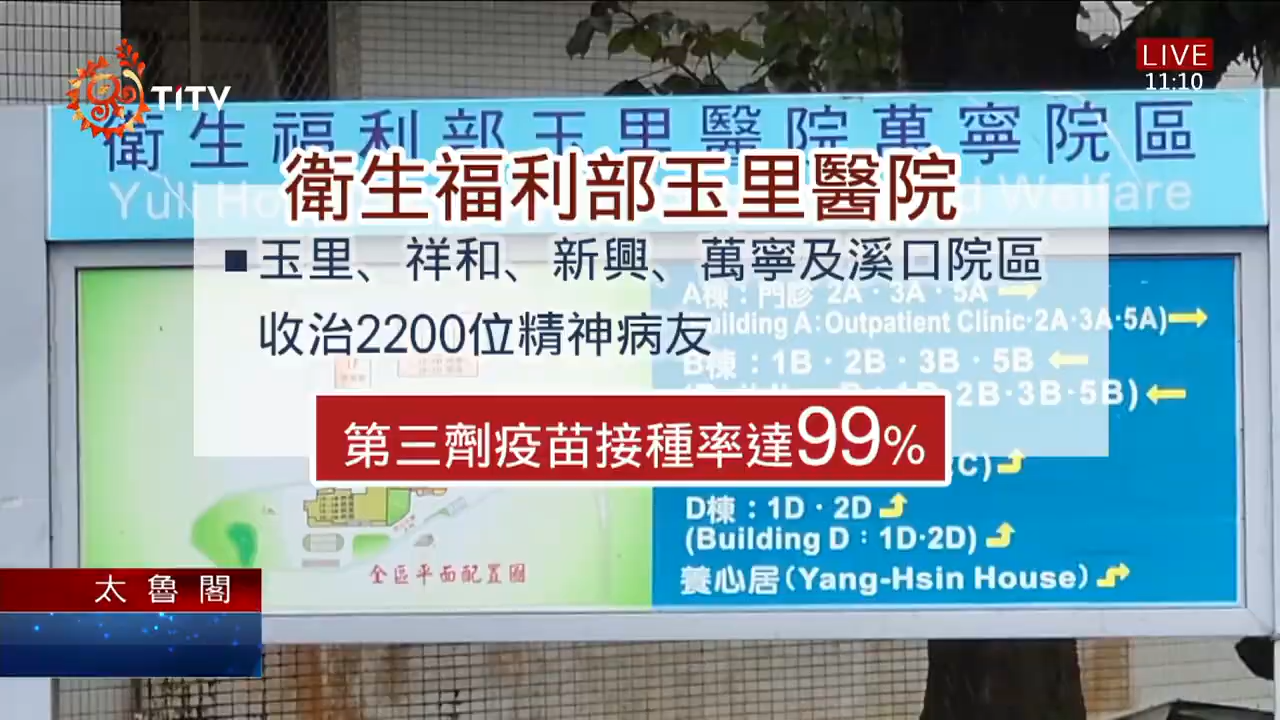 TiTV
LIVE
11:10
衛生福利部玉里醫院萬寧院區
衛生福利部玉里醫院
Welfare
■玉里、祥和、新興、萬寧及溪口院區
收治2200位精神病友
第三劑疫苗接種率達99%
A棟：門診 2A‧3A‧5A
Building A:Outpatient Clinic‧2A‧3A‧5A)
B棟：1B‧2B‧3B‧5B
2B‧3B‧5B)
D棟：1D‧2D
(Building D：1D‧2D)
養心居(Yang-Hsin House)
全區平面配置圖
太魯閣